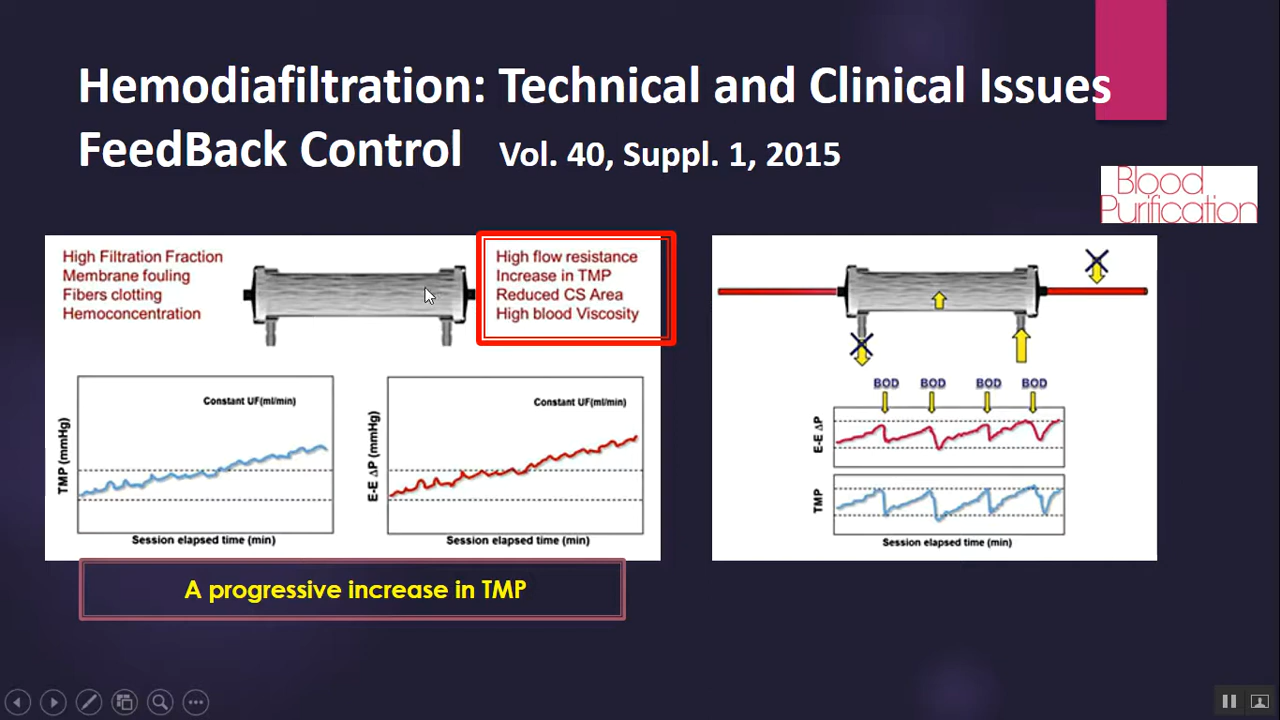 Hemodiafiltration: Technical and Clinical Issues
FeedBack Control Vol. 40, Suppl. 1, 2015
Blood
Purification
High Filtration Fraction
Membrane fouling
Fibers clotting
Hemoconcentration
High flow resistance
Increase in TMP
Reduced CS Area
High blood Viscosity
TMP (mmHg)
Constant UF(ml/min)
Session elapsed time (min)
E-E ΔP (mmHg)
Constant UF(ml/min)
Session elapsed time (min)
A progressive increase in TMP
BOD BOD BOD BOD
E-E ΔP
TMP
Session elapsed time (min)